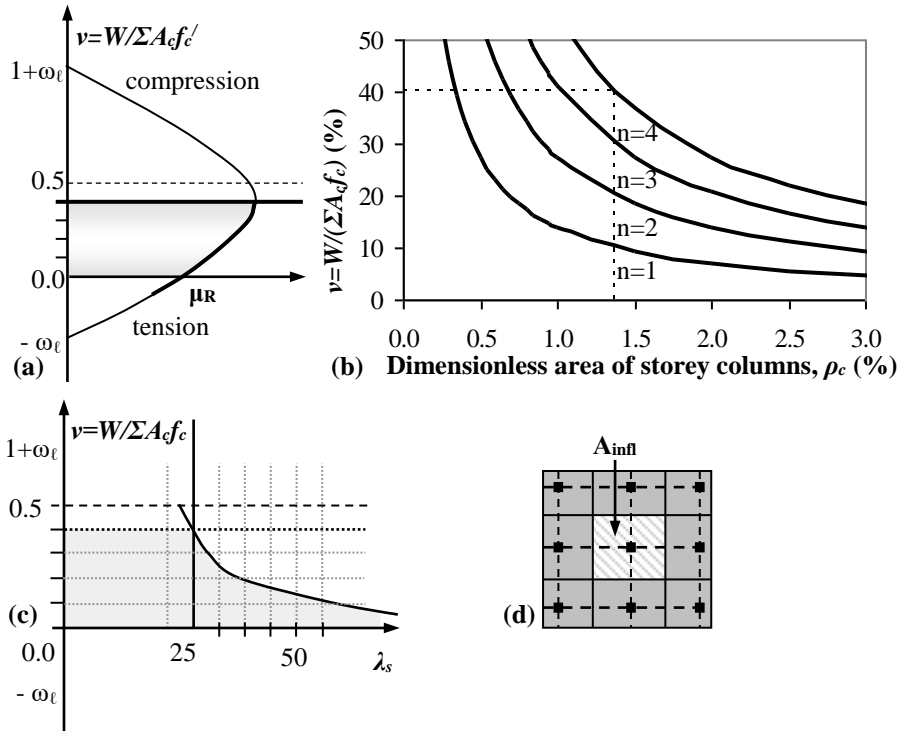 ν=W/ΣAcfc/
1+ωℓ
compression
0.5
0.0
μR
tension
- ωℓ
(a)
50
40
30
20
10
0
ν=W/(ΣAcfc) (%)
n=4
n=3
n=2
n=1
0.0 0.5 1.0 1.5 2.0 2.5 3.0
(b) Dimensionless area of storey columns, ρc (%)
ν=W/ΣAcfc
1+ωℓ
0.5
(c)
0.0
25
50
λs
- ωℓ
Ainfl
(d)